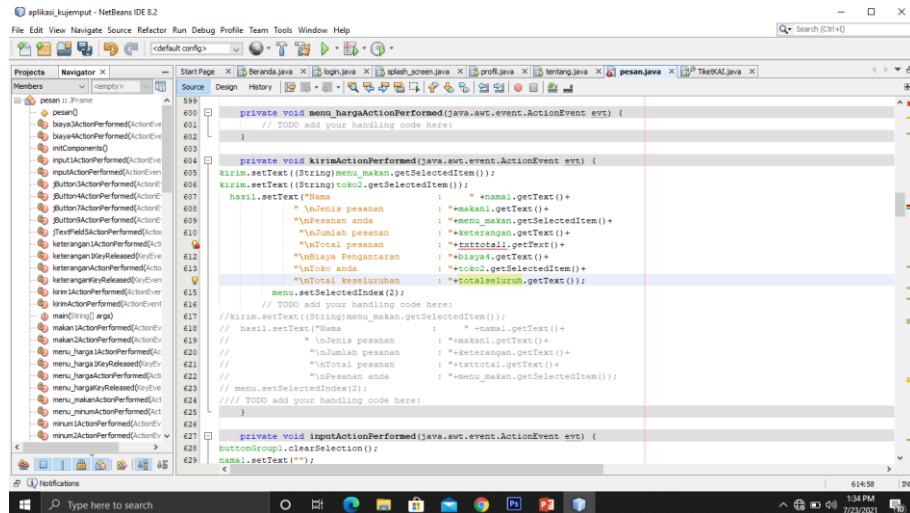 aplikasi_kujemput - NetBeans IDE 8.2
File Edit View Navigate Source Refactor Run Debug Profile Team Tools Window Help
Search (Ctrl+I)
<default config>
Projects Navigator Start Page Beranda.java login.java splash_screen.java profil.java tentang.java pesan.java TiketKAI.java
Members <empty> Source Design History
pesan :: JFrame
pesan()
biaya3ActionPerformed(ActionEve
biaya4ActionPerformed(ActionEve
initComponents()
input1ActionPerformed(ActionEve
inputActionPerformed(ActionEven
jButton3ActionPerformed(ActionE
jButton4ActionPerformed(ActionE
jButton7ActionPerformed(ActionE
jButton9ActionPerformed(ActionE
jTextField5ActionPerformed(Actio
keterangan1ActionPerformed(Acti
keterangan1KeyReleased(KeyEve
keteranganActionPerformed(Actio
keteranganKeyReleased(KeyEven
kirim1ActionPerformed(ActionEver
kirimActionPerformed(ActionEvent
main(String[] args)
makan1ActionPerformed(ActionEv
makan2ActionPerformed(ActionEv
menu_harga1ActionPerformed(Ac
menu_harga1KeyReleased(KeyEv
menu_hargaActionPerformed(Acti
menu_hargaKeyReleased(KeyEve
menu_makanActionPerformed(Act
menu_minumActionPerformed(Act
minum1ActionPerformed(ActionEv
minum2ActionPerformed(ActionEv
599
600 private void menu_hargaActionPerformed(java.awt.event.ActionEvent evt) {
601 // TODO add your handling code here:
602 }
603
604 private void kirimActionPerformed(java.awt.event.ActionEvent evt) {
605 kirim.setText((String)menu_makan.getSelectedItem());
606 kirim.setText((String)toko2.getSelectedItem());
607 hasil.setText("Nama : " +nama1.getText()+
608 " \nJenis pesanan : "+makan1.getText()+
609 "\nPesanan anda : "+menu_makan.getSelectedItem()+
610 "\nJumlah pesanan : "+keterangan.getText()+
"\nTotal pesanan : "+txttotal1.getText()+
612 "\nBiaya Pengantaran : "+biaya4.getText()+
613 "\nToko anda : "+toko2.getSelectedItem()+
"\nTotal keseluruhan : "+totalseluruh.getText());
615 menu.setSelectedIndex(2);
616 // TODO add your handling code here:
617 //kirim.setText((String)menu_makan.getSelectedItem());
618 // hasil.setText("Nama : " +nama1.getText()+
619 // " \nJenis pesanan : "+makan1.getText()+
620 // "\nJumlah pesanan : "+keterangan.getText()+
621 // "\nTotal pesanan : "+txttotal.getText()+
622 // "\nPesanan anda : "+menu_makan.getSelectedItem());
623 // menu.setSelectedIndex(2);
624 //// TODO add your handling code here:
625 }
626
627 private void inputActionPerformed(java.awt.event.ActionEvent evt) {
628 buttonGroup1.clearSelection();
629 nama1.setText("");
Notifications
614:58 IN
Type here to search
1:34 PM
7/23/2021